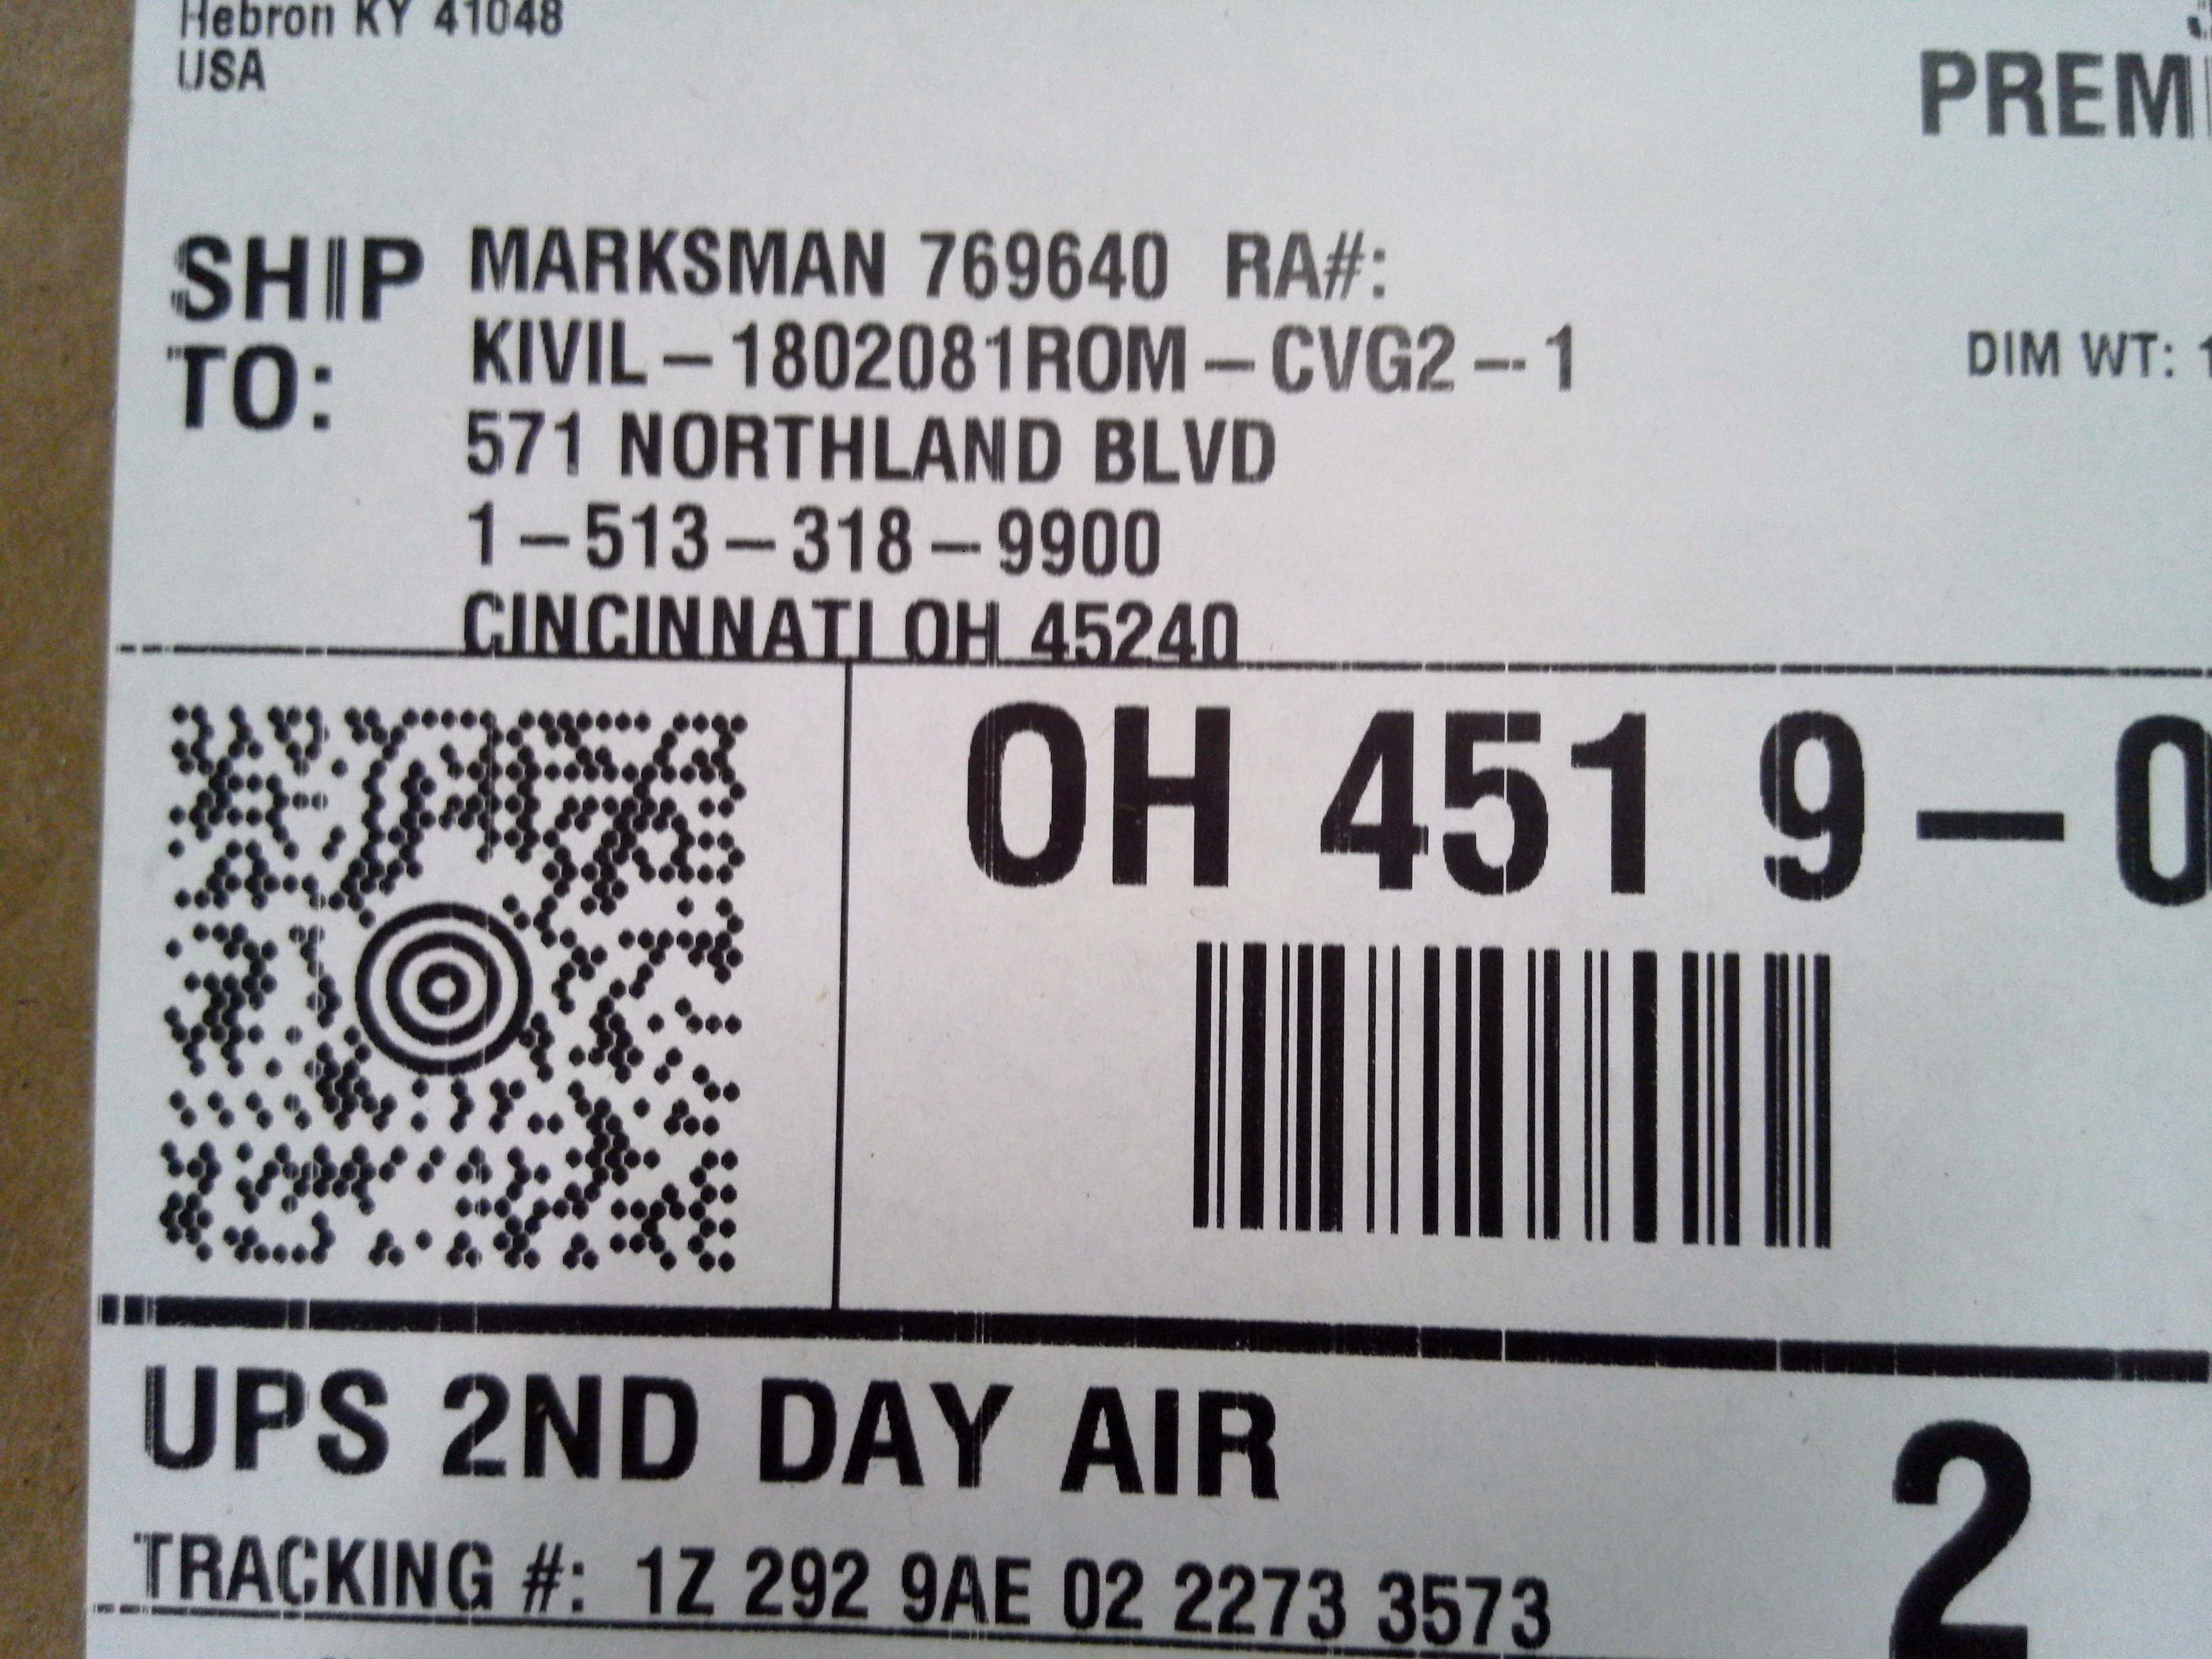 Hebron KY 41048
USA
PREM
SHIP TO:
MARKSMAN 769640 RA#:
KIVIL-1802081ROM-CVG2--1
571 NORTHLAND BLVD
1-513-318-9900
CINCINNATI OH 45240
DIM WT: 1
OH 451 9-0
UPS 2ND DAY AIR
TRACKING #: 1Z 292 9AE 02 2273 3573
2